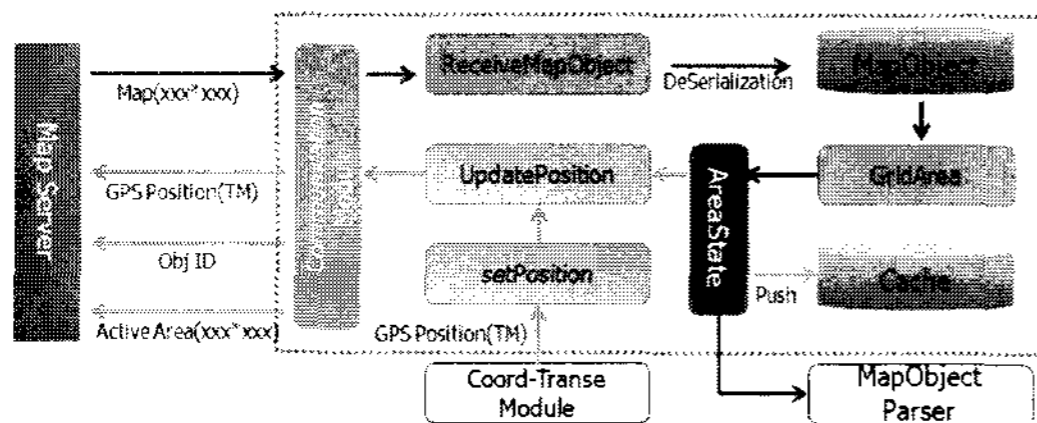 ReceiveMapObject
MapObject
DeSerialization
Map(xxx*xxx)
Map Server
GPS Position(TM)
UpdatePosition
AreaState
GridArea
Obj ID
setPosition
Cache
Push
Active Area(xxx*xxx)
GPS Position(TM)
Coord-Transe
Module
MapObject
Parser